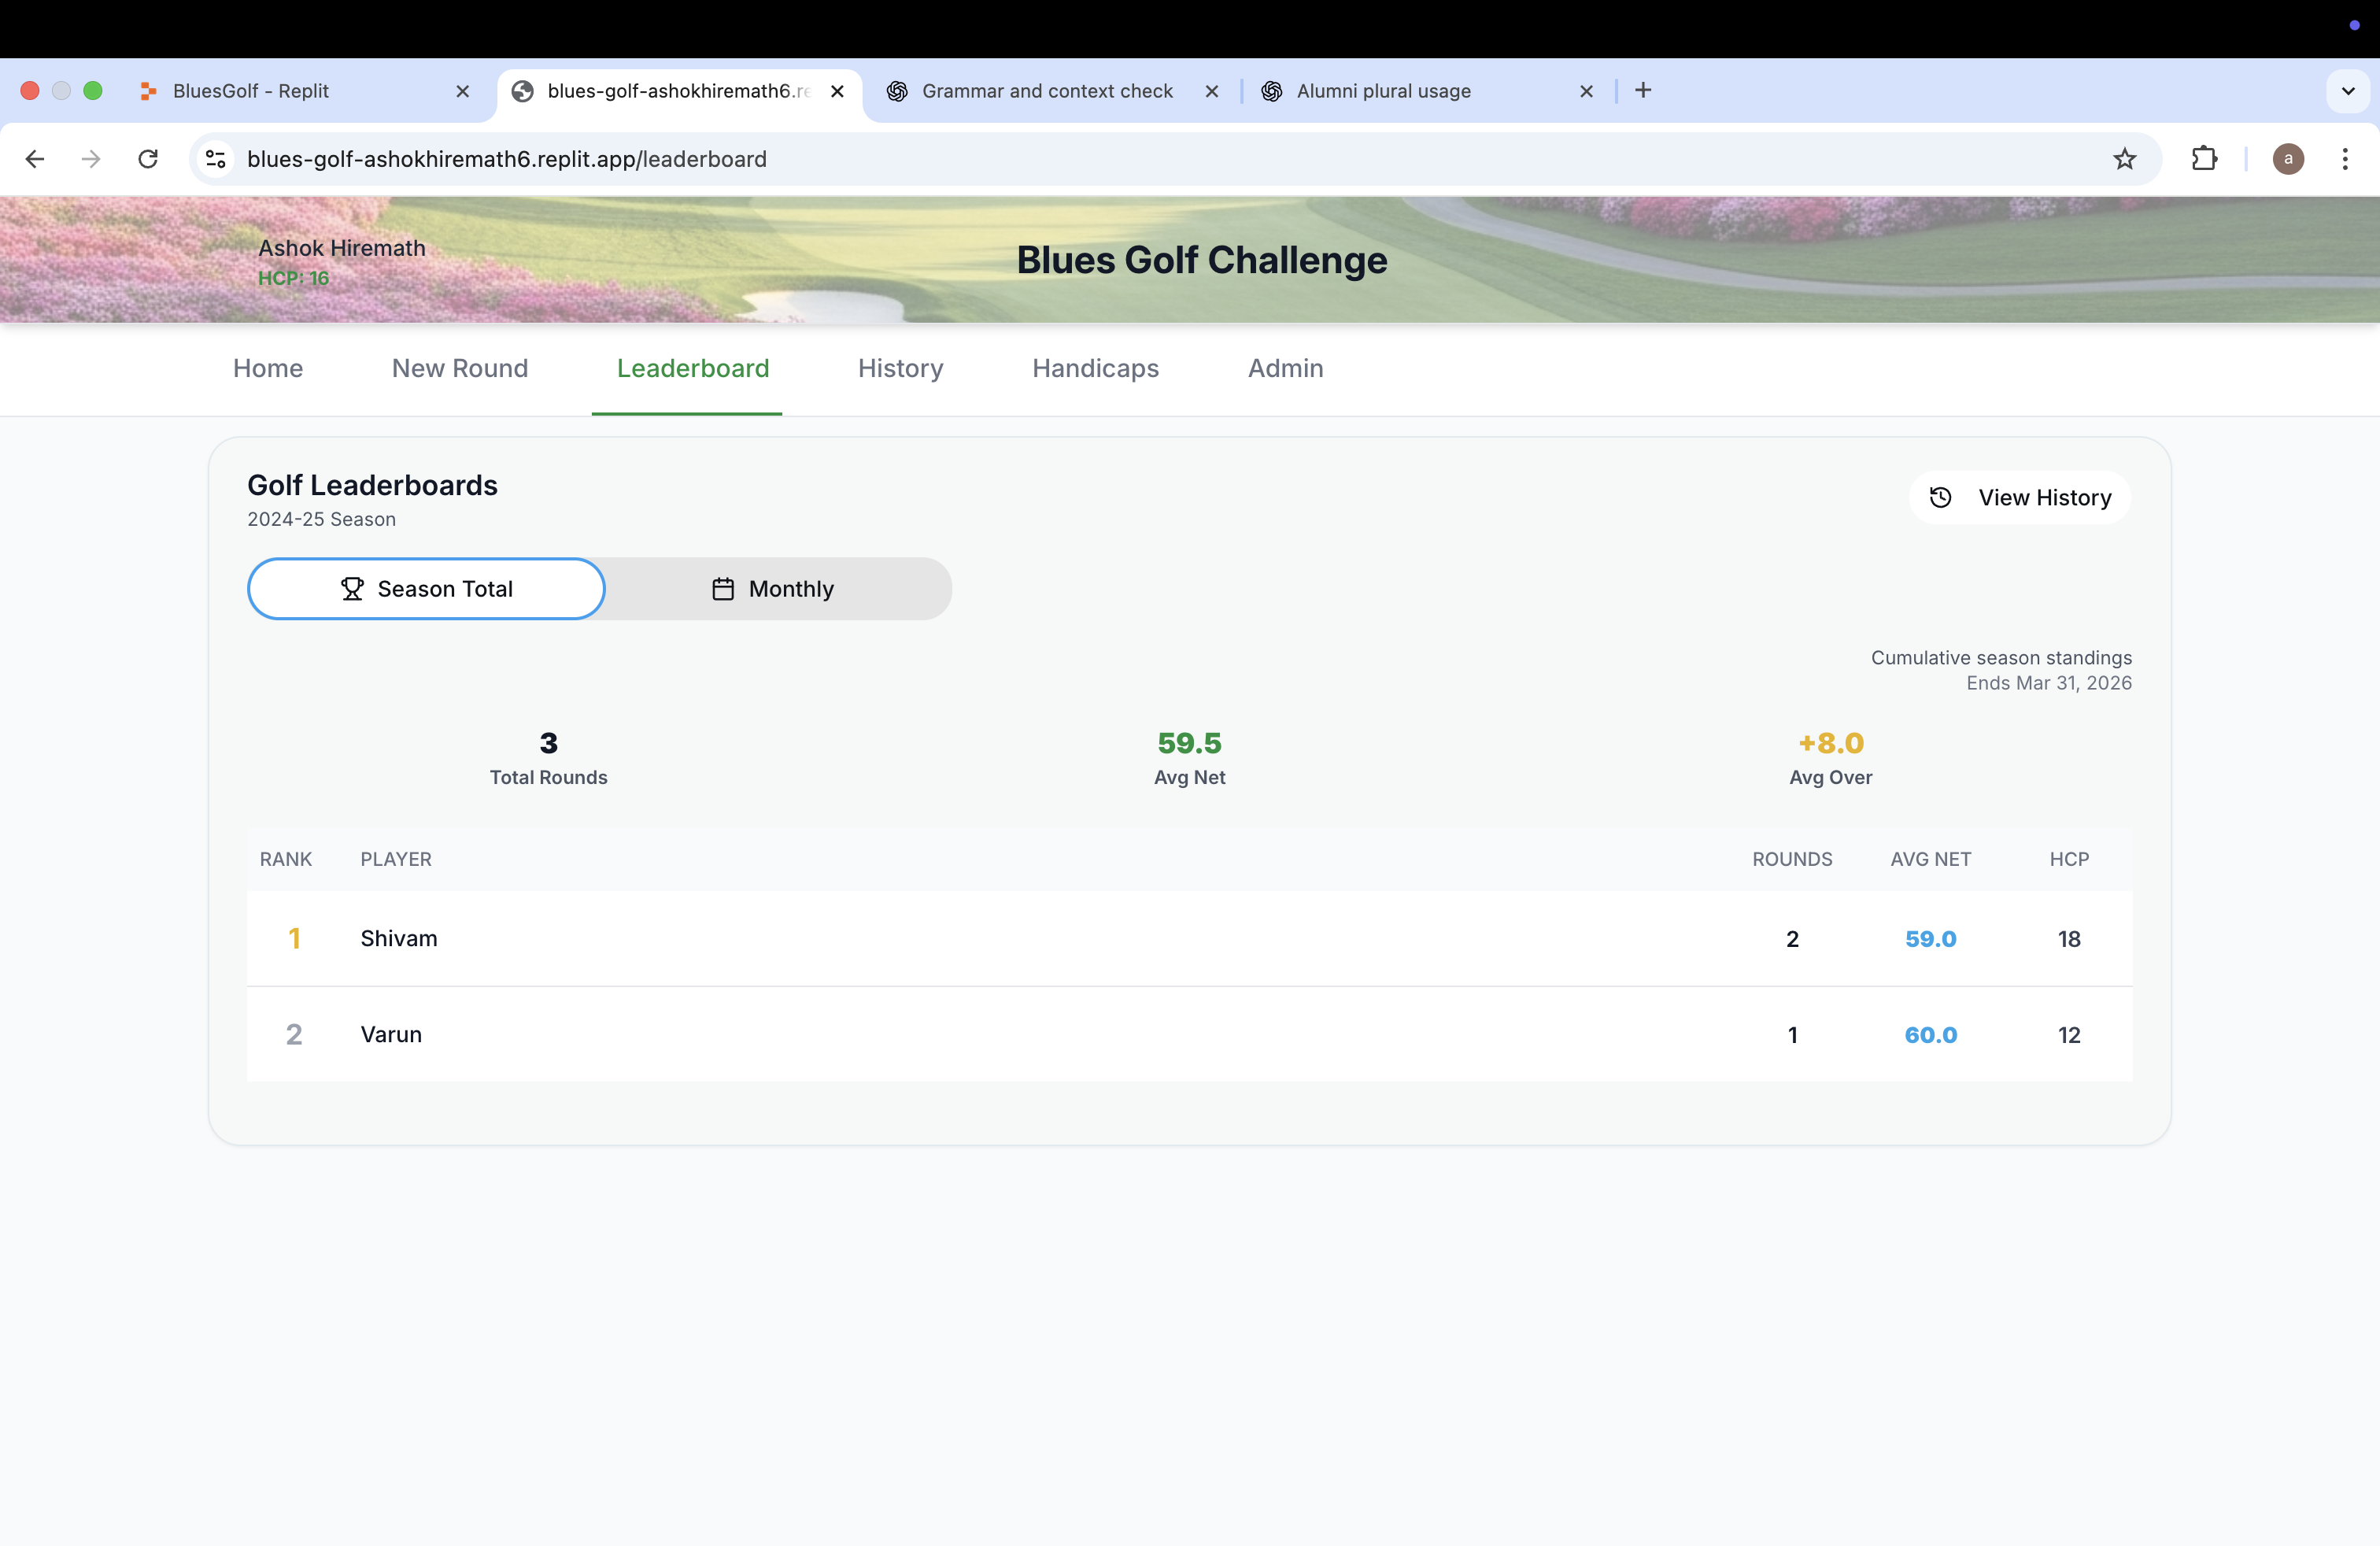 BluesGolf - Replit
blues-golf-ashokhiremath6.re
Grammar and context check
Alumni plural usage
blues-golf-ashokhiremath6.replit.app/leaderboard
a
Ashok Hiremath
HCP: 16
Blues Golf Challenge
Home New Round Leaderboard History Handicaps Admin
Golf Leaderboards
2024-25 Season
View History
Season Total Monthly
Cumulative season standings
Ends Mar 31, 2026
3 59.5 +8.0
Total Rounds Avg Net Avg Over
RANK PLAYER ROUNDS AVG NET HCP
1 Shivam 2 59.0 18
2 Varun 1 60.0 12